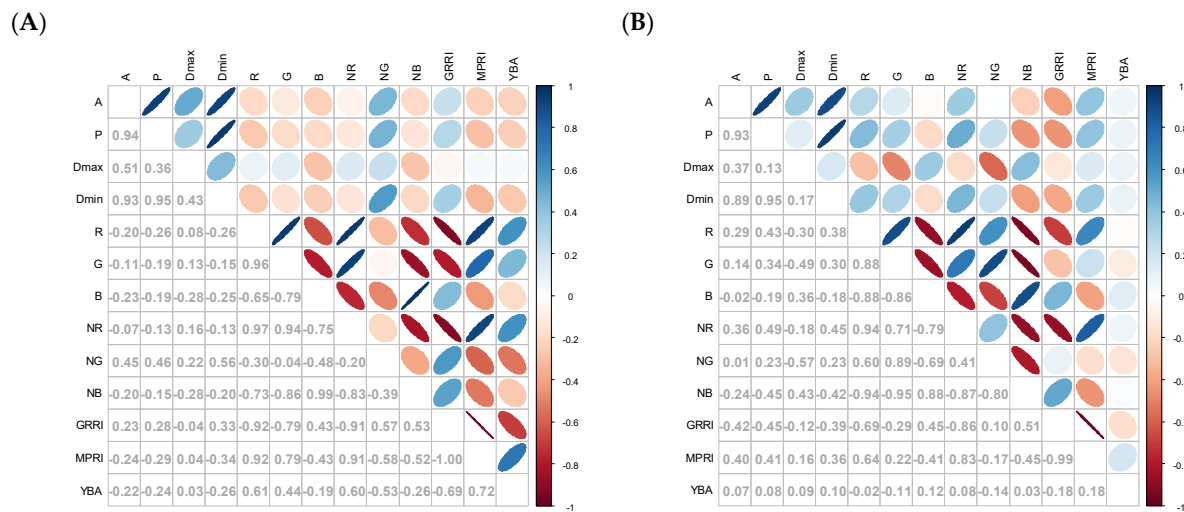 (A)
A P Dmax Dmin R G B NR NG NB GRRI MPRI YBA
A
P 0.94
Dmax 0.51 0.36
Dmin 0.93 0.95 0.43
R -0.20 -0.26 0.08 -0.26
G -0.11 -0.19 0.13 -0.15 0.96
B -0.23 -0.19 -0.28 -0.25 -0.65 -0.79
NR -0.07 -0.13 0.16 -0.13 0.97 0.94 -0.75
NG 0.45 0.46 0.22 0.56 -0.30 -0.04 -0.48 -0.20
NB -0.20 -0.15 -0.28 -0.20 -0.73 -0.86 0.99 -0.83 -0.39
GRRI 0.23 0.28 -0.04 0.33 -0.92 -0.79 0.43 -0.91 0.57 0.53
MPRI -0.24 -0.29 0.04 -0.34 0.92 0.79 -0.43 0.91 -0.58 -0.52 -1.00
YBA -0.22 -0.24 0.03 -0.26 0.61 0.44 -0.19 0.60 -0.53 -0.26 -0.69 0.72
1
0.8
0.6
0.4
0.2
0
-0.2
-0.4
-0.6
-0.8
-1
(B)
A P Dmax Dmin R G B NR NG NB GRRI MPRI YBA
A
P 0.93
Dmax 0.37 0.13
Dmin 0.89 0.95 0.17
R 0.29 0.43 -0.30 0.38
G 0.14 0.34 -0.49 0.30 0.88
B -0.02 -0.19 0.36 -0.18 -0.88 -0.86
NR 0.36 0.49 -0.18 0.45 0.94 0.71 -0.79
NG 0.01 0.23 -0.57 0.23 0.60 0.89 -0.69 0.41
NB -0.24 -0.45 0.43 -0.42 -0.94 -0.95 0.88 -0.87 -0.80
GRRI -0.42 -0.45 -0.12 -0.39 -0.69 -0.29 0.45 -0.86 0.10 0.51
MPRI 0.40 0.41 0.16 0.36 0.64 0.22 -0.41 0.83 -0.17 -0.45 -0.99
YBA 0.07 0.08 0.09 0.10 -0.02 -0.11 0.12 0.08 -0.14 0.03 -0.18 0.18
1
0.8
0.6
0.4
0.2
0
-0.2
-0.4
-0.6
-0.8
-1